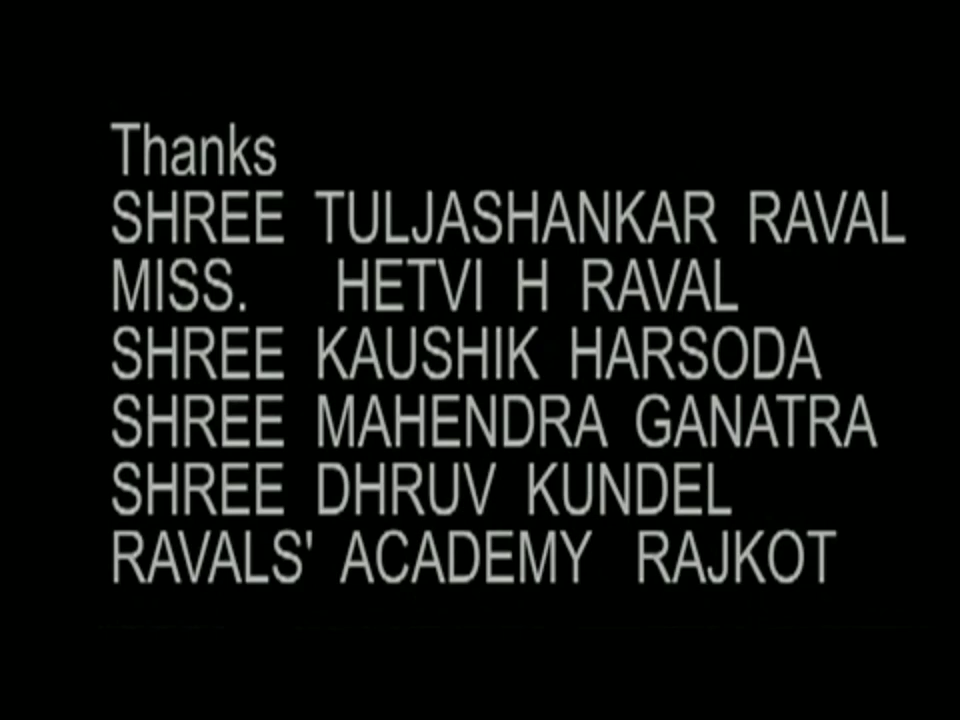 Thanks
SHREE TULJASHANKAR RAVAL
MISS. HETVI H RAVAL
SHREE KAUSHIK HARSODA
SHREE MAHENDRA GANATRA
SHREE DHRUV KUNDEL
RAVALS' ACADEMY RAJKOT